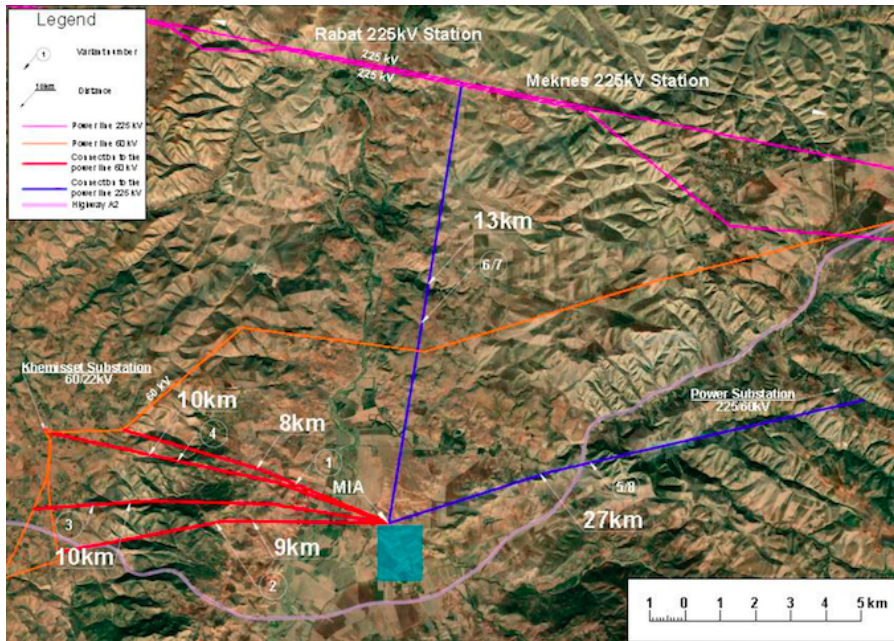 Legend
1
Variant number
10km
Distance
Power line 225 kV
Power line 60 kV
Connection to the
power line 60 kV
Connection to the
power line 225 kV
Highway A2
Rabat 225kV Station
225 kV
225 kV
Meknes 225kV Station
13km
6/7
Khemisset Substation
60/22kV
60 kV
10km
4
8km
1
MIA
Power Substation
225/60kV
5/8
27km
3
10km
9km
2
1 0 1 2 3 4 5 km